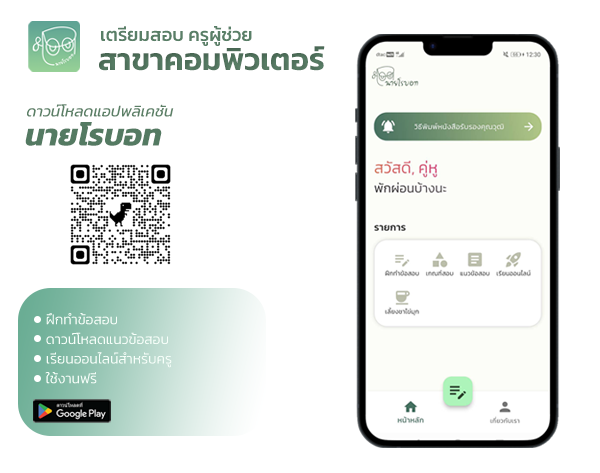 เตรียมสอบ ครูผู้ช่วย
สาขาคอมพิวเตอร์
ดาวน์โหลดแอปพลิเคชัน
นายโรบอท
ฝึกทำข้อสอบ
ดาวน์โหลดแนวข้อสอบ
เรียนออนไลน์สำหรับครู
ใช้งานฟรี
ดาวน์โหลดที่
Google Play
12:30
นายโรบอท
วิธีพิมพ์หนังสือรับรองคุณวุฒิ
สวัสดี, คู่หู
พักผ่อนบ้างนะ
รายการ
ฝึกทำข้อสอบ เกณฑ์สอบ แนวข้อสอบ เรียนออนไลน์
เลี้ยงชาไข่มุก
หน้าหลัก เกี่ยวกับเรา